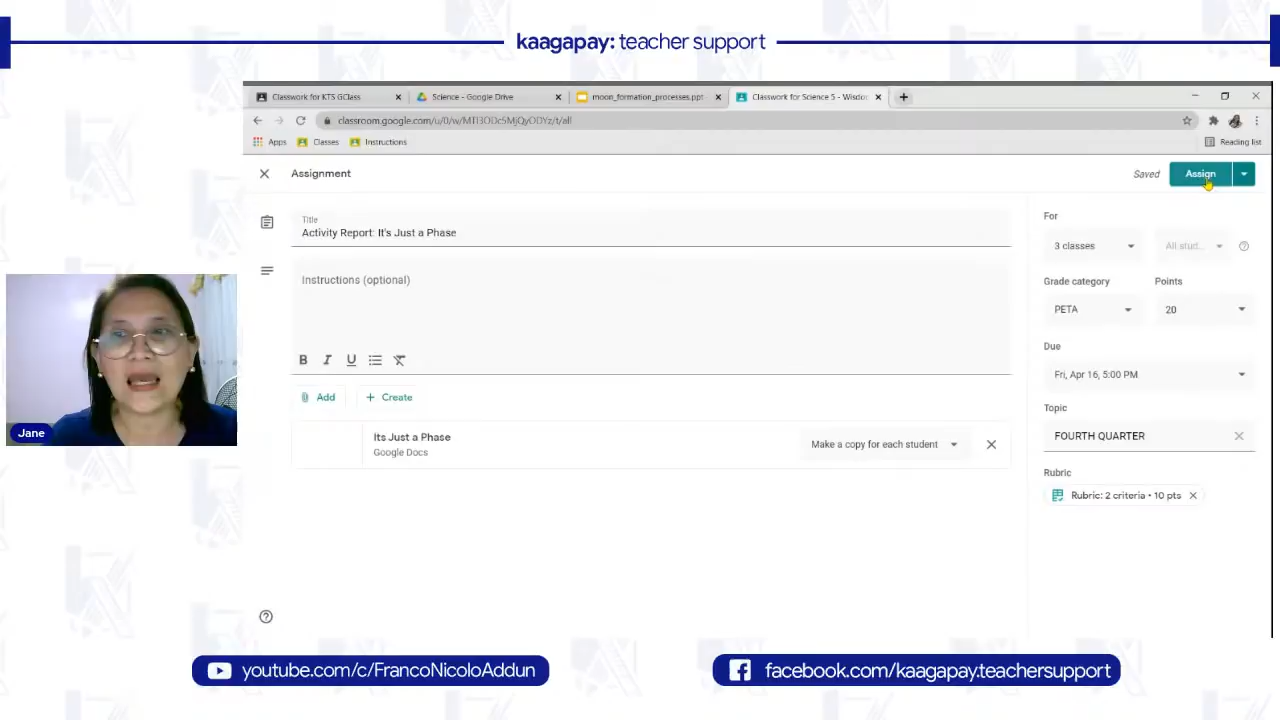 kaagapay: teacher support
Classwork for KTS GClass
Science - Google Drive
moon_formation_processes.ppt
Classwork for Science 5 - Wisdo
Apps
Classes
Instructions
Reading list
Assignment
Saved
Assign
Title
Activity Report: It's Just a Phase
Instructions (optional)
B I U
Add
Create
Its Just a Phase
Google Docs
Make a copy for each student
For
3 classes
All stud...
Grade category
Points
PETA
20
Due
Fri, Apr 16, 5:00 PM
Topic
FOURTH QUARTER
Rubric
Rubric: 2 criteria • 10 pts
Jane
youtube.com/c/FrancoNicoloAddun
facebook.com/kaagapay.teachersupport